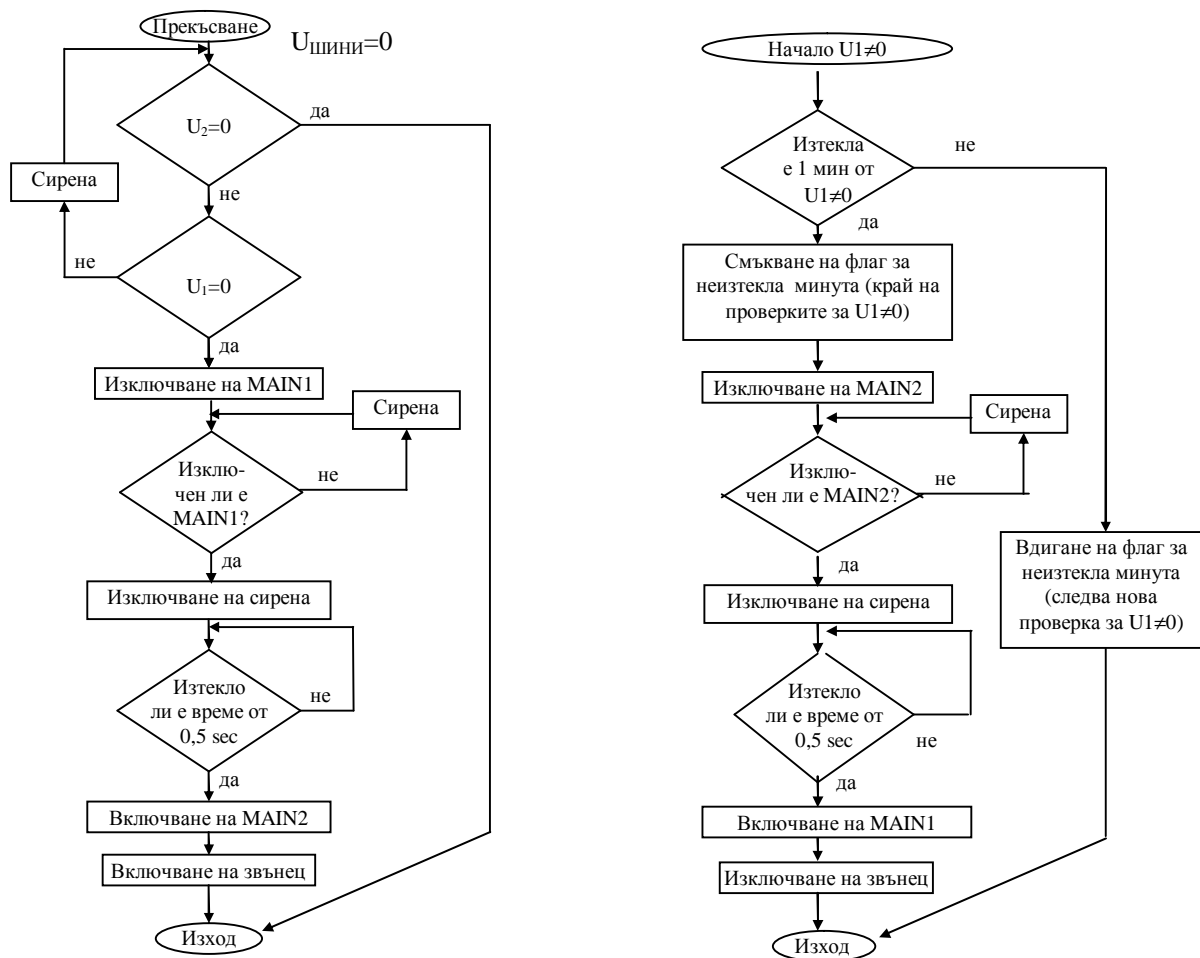 Прекъсване
UШИНИ=0
да
U2=0
Сирена
не
не
U1=0
да
Изключване на MAIN1
Сирена
Изклю-
чен ли е
MAIN1?
не
да
Изключване на сирена
Изтекло
ли е време от
0,5 sec
не
да
Включване на MAIN2
Включване на звънец
Изход
Начало U1≠0
Изтекла
е 1 мин от
U1≠0
не
да
Смъкване на флаг за
неизтекла минута (край на
проверките за U1≠0)
Изключване на MAIN2
Сирена
Изклю-
чен ли е MAIN2?
не
Вдигане на флаг за
неизтекла минута
(следва нова
проверка за U1≠0)
да
Изключване на сирена
Изтекло
ли е време от
0,5 sec
не
да
Включване на MAIN1
Изключване на звънец
Изход